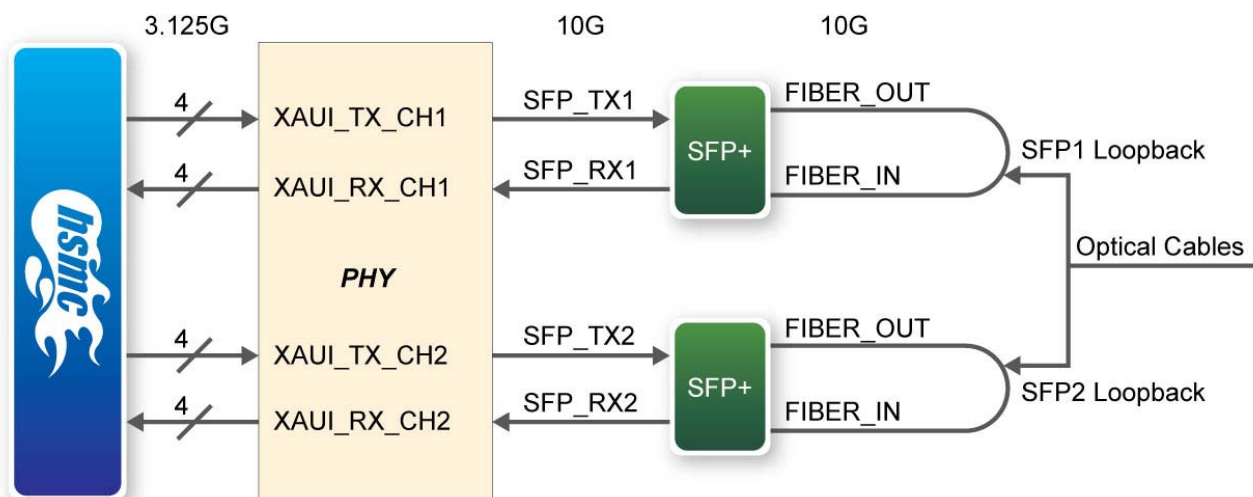 3.125G 10G 10G
4 XAUI_TX_CH1 SFP_TX1 FIBER_OUT
SFP+ SFP1 Loopback
4 XAUI_RX_CH1 SFP_RX1 FIBER_IN
hsmc
PHY
Optical Cables
4 XAUI_TX_CH2 SFP_TX2 FIBER_OUT
SFP+ SFP2 Loopback
4 XAUI_RX_CH2 SFP_RX2 FIBER_IN